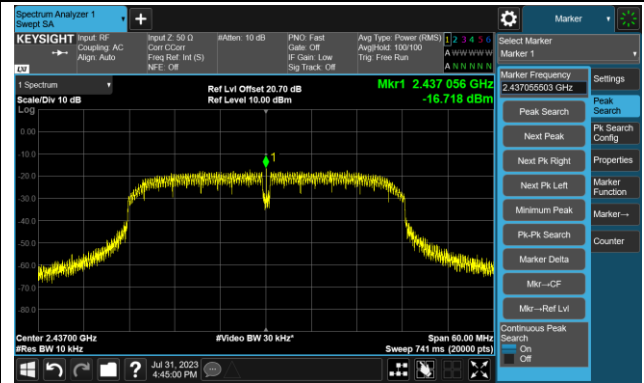 Spectrum Analyzer 1
Swept SA
Marker
KEYSIGHT
Input: RF
Coupling: AC
Align: Auto
Input Z: 50 Ω
Corr CCorr
Freq Ref: Int (S)
NFE: Off
#Atten: 10 dB
PNO: Fast
Gate: Off
IF Gain: Low
Sig Track: Off
Avg Type: Power (RMS)
Avg|Hold: 100/100
Trig: Free Run
1 2 3 4 5 6
A W W W W W
A N N N N N
LXI
Select Marker
Marker 1
1 Spectrum
Scale/Div 10 dB
Log
Ref Lvl Offset 20.70 dB
Ref Level 10.00 dBm
Mkr1 2.437 056 GHz
-16.718 dBm
0.00
-10.0
-20.0
-30.0
-40.0
-50.0
-60.0
-70.0
-80.0
1
Center 2.43700 GHz
#Res BW 10 kHz
#Video BW 30 kHz*
Span 60.00 MHz
Sweep 741 ms (20000 pts)
Marker Frequency
2.437055503 GHz
Peak Search
Next Peak
Next Pk Right
Next Pk Left
Minimum Peak
Pk-Pk Search
Marker Delta
Mkr→CF
Mkr→Ref Lvl
Continuous Peak
Search
On
Off
Settings
Peak
Search
Pk Search
Config
Properties
Marker
Function
Marker→
Counter
Jul 31, 2023
4:45:00 PM